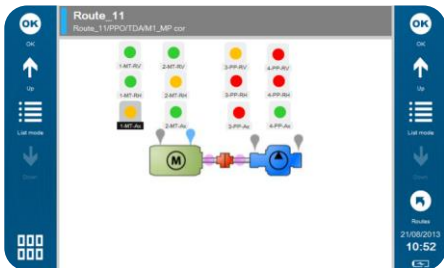 OK
OK
Up
List mode
Down
Route_11
Route_11/PPO/TDA/M1_MP cor
1-MT-RV
2-MT-RV
3-PP-RV
4-PP-RV
1-MT-RH
2-MT-RH
3-PP-RH
4-PP-RH
1-MT-Ax
2-MT-Ax
3-PP-Ax
4-PP-Ax
M
OK
OK
Up
List mode
Down
Routes
21/08/2013
10:52